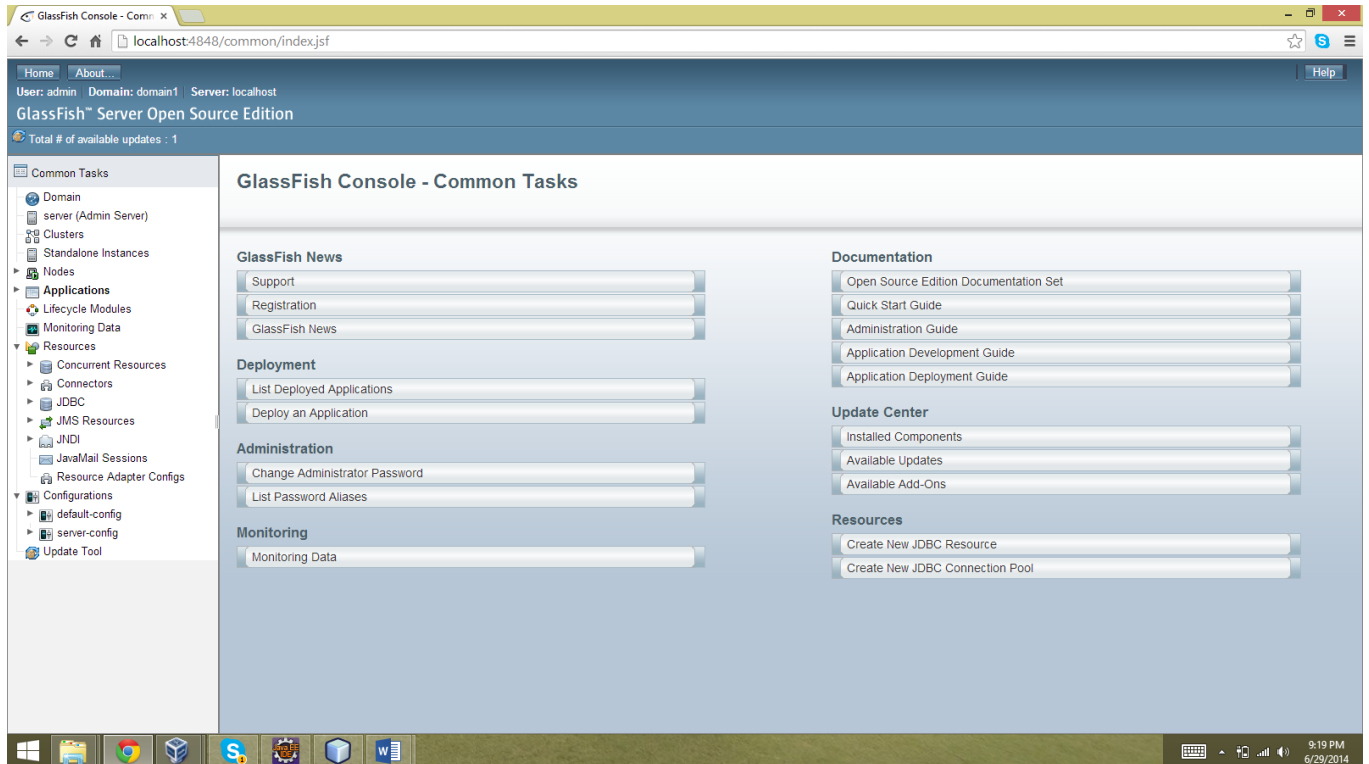 GlassFish Console - Comn
localhost:4848/common/index.jsf
Home About... Help
User: admin Domain: domain1 Server: localhost
GlassFish™ Server Open Source Edition
Total # of available updates : 1
Common Tasks
Domain
server (Admin Server)
Clusters
Standalone Instances
Nodes
Applications
Lifecycle Modules
Monitoring Data
Resources
Concurrent Resources
Connectors
JDBC
JMS Resources
JNDI
JavaMail Sessions
Resource Adapter Configs
Configurations
default-config
server-config
Update Tool
GlassFish Console - Common Tasks
GlassFish News
Support
Registration
GlassFish News
Deployment
List Deployed Applications
Deploy an Application
Administration
Change Administrator Password
List Password Aliases
Monitoring
Monitoring Data
Documentation
Open Source Edition Documentation Set
Quick Start Guide
Administration Guide
Application Development Guide
Application Deployment Guide
Update Center
Installed Components
Available Updates
Available Add-Ons
Resources
Create New JDBC Resource
Create New JDBC Connection Pool
Java EE
IDE
9:19 PM
6/29/2014